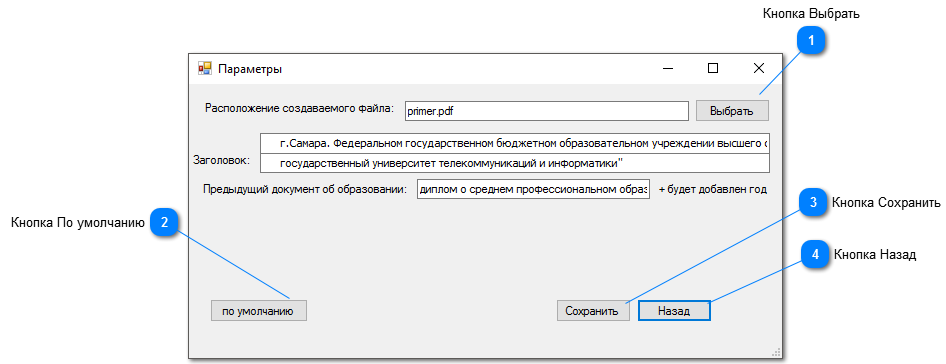 Кнопка Выбрать
1
Параметры
Расположение создаваемого файла: primer.pdf Выбрать
г.Самара. Федеральном государственном бюджетном образовательном учреждении высшего
Заголовок:
государственный университет телекоммуникаций и информатики"
Предыдущий документ об образовании: диплом о среднем профессиональном образ + будет добавлен год
3 Кнопка Сохранить
Кнопка По умолчанию 2
4 Кнопка Назад
по умолчанию Сохранить Назад